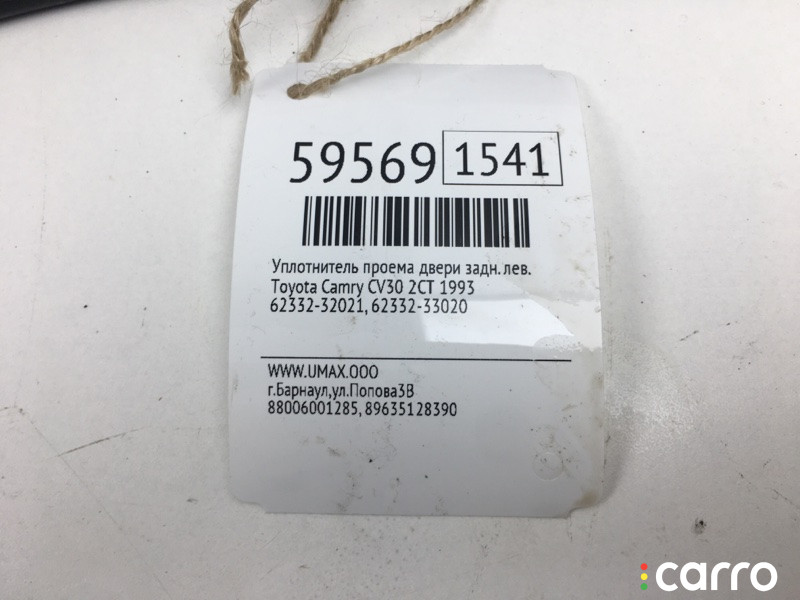 59569 1541
Уплотнитель проема двери задн. лев.
Toyota Camry CV30 2CT 1993
62332-32021, 62332-33020
WWW.UMAX.OOO
г.Барнаул,ул.Попова3В
88006001285, 89635128390
carro